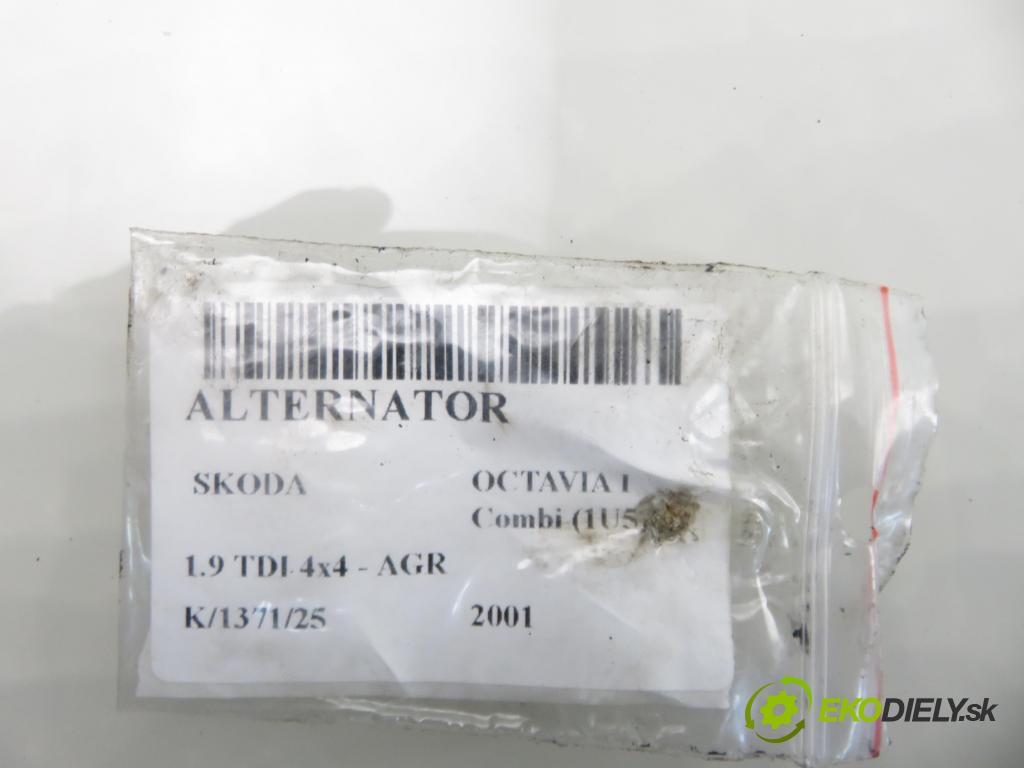 ALTERNATOR
SKODA
OCTAVIA I
Combi (1U5
1.9 TDI 4x4 - AGR
K/1371/25
2001
EKODIELY.sk